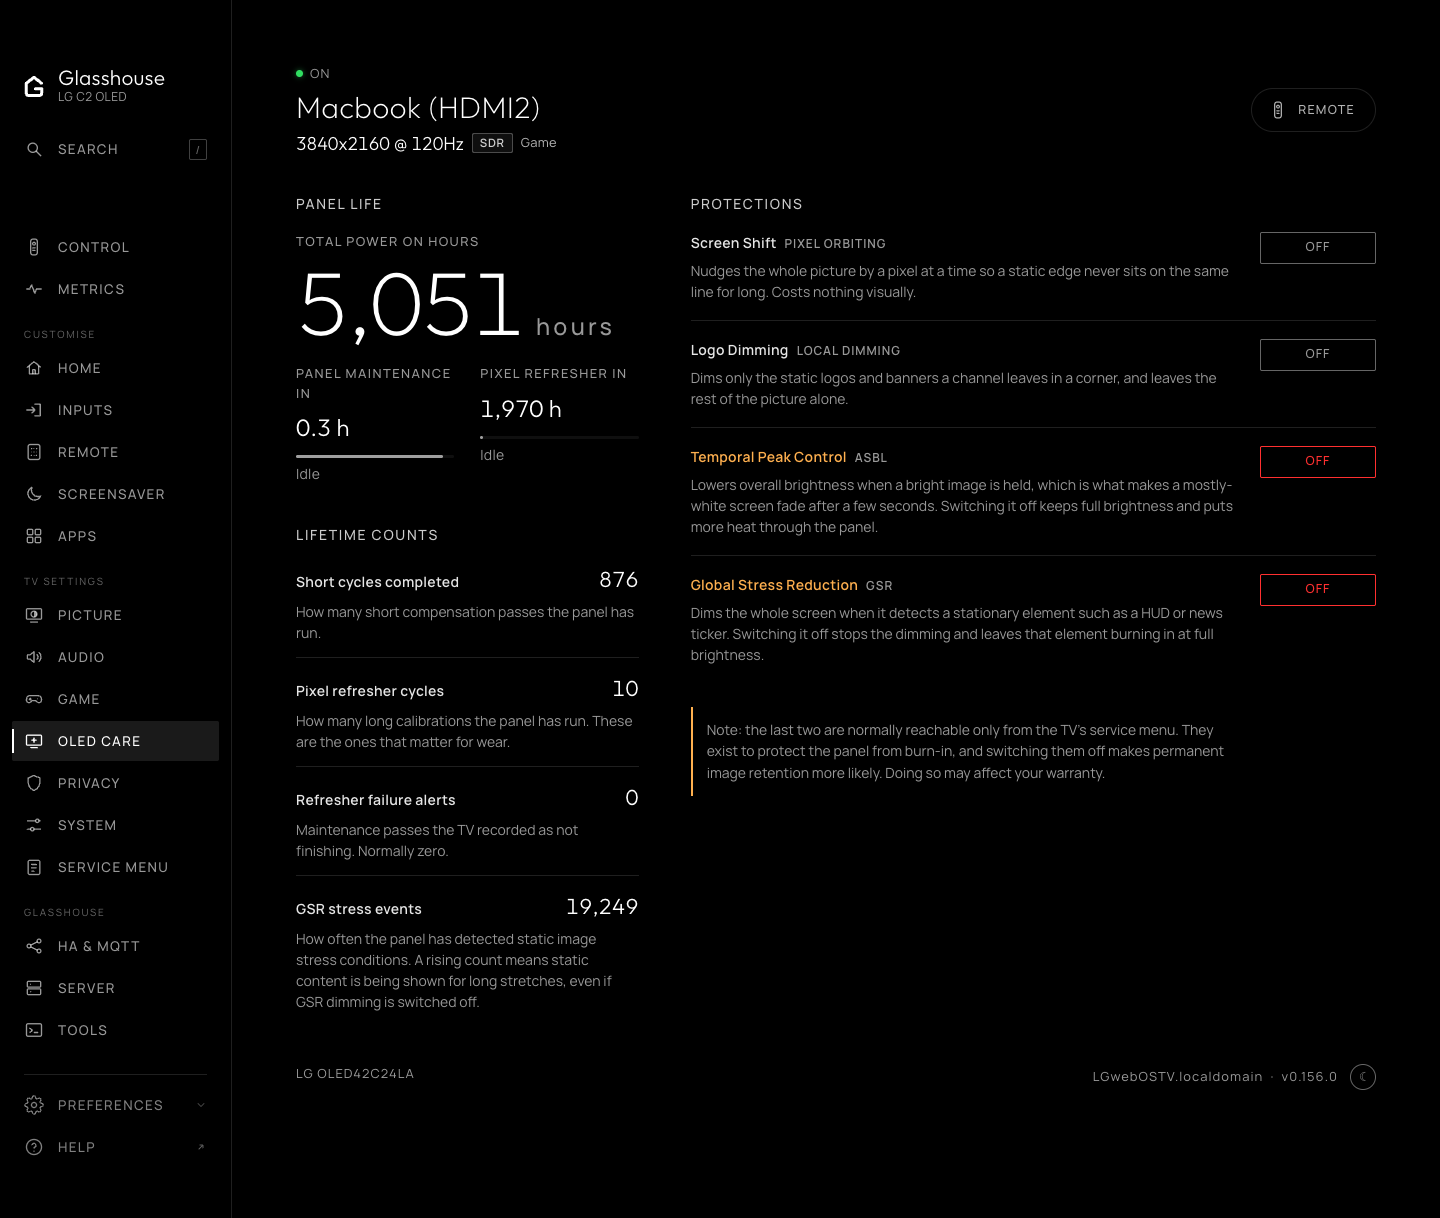 Glasshouse
LG C2 OLED
SEARCH /
CONTROL
METRICS
CUSTOMISE
HOME
INPUTS
REMOTE
SCREENSAVER
APPS
TV SETTINGS
PICTURE
AUDIO
GAME
OLED CARE
PRIVACY
SYSTEM
SERVICE MENU
GLASSHOUSE
HA & MQTT
SERVER
TOOLS
PREFERENCES
HELP
ON
Macbook (HDMI2)
3840x2160 @ 120Hz SDR Game
REMOTE
PANEL LIFE
TOTAL POWER ON HOURS
5,051 hours
PANEL MAINTENANCE
IN
0.3 h
Idle
PIXEL REFRESHER IN
1,970 h
Idle
LIFETIME COUNTS
Short cycles completed 876
How many short compensation passes the panel has
run.
Pixel refresher cycles 10
How many long calibrations the panel has run. These
are the ones that matter for wear.
Refresher failure alerts 0
Maintenance passes the TV recorded as not
finishing. Normally zero.
GSR stress events 19,249
How often the panel has detected static image
stress conditions. A rising count means static
content is being shown for long stretches, even if
GSR dimming is switched off.
PROTECTIONS
Screen Shift PIXEL ORBITING OFF
Nudges the whole picture by a pixel at a time so a static edge never sits on the same
line for long. Costs nothing visually.
Logo Dimming LOCAL DIMMING OFF
Dims only the static logos and banners a channel leaves in a corner, and leaves the
rest of the picture alone.
Temporal Peak Control ASBL OFF
Lowers overall brightness when a bright image is held, which is what makes a mostly-
white screen fade after a few seconds. Switching it off keeps full brightness and puts
more heat through the panel.
Global Stress Reduction GSR OFF
Dims the whole screen when it detects a stationary element such as a HUD or news
ticker. Switching it off stops the dimming and leaves that element burning in at full
brightness.
Note: the last two are normally reachable only from the TV's service menu. They
exist to protect the panel from burn-in, and switching them off makes permanent
image retention more likely. Doing so may affect your warranty.
LG OLED42C24LA
LGwebOSTV.localdomain · v0.156.0